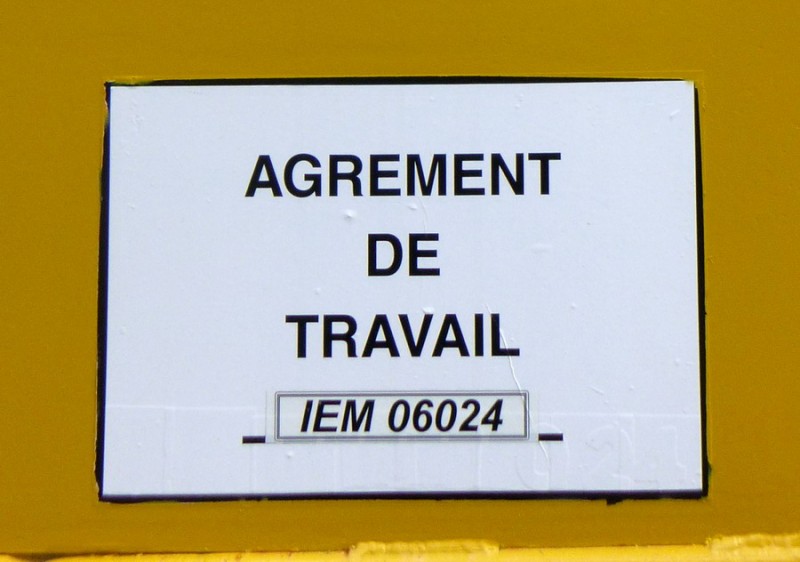 AGREMENT
DE
TRAVAIL
IEM 06024